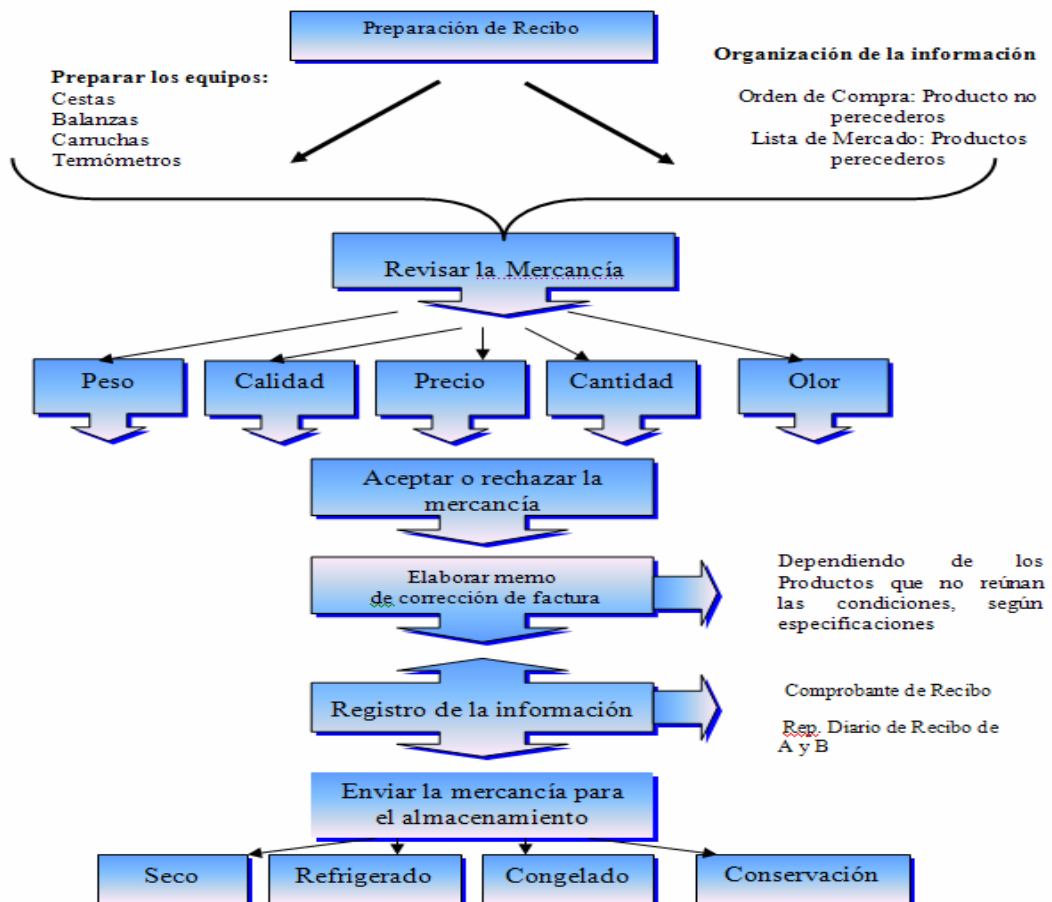 Preparación de Recibo
Preparar los equipos:
Cestas
Balanzas
Carruchas
Termómetros
Organización de la información
Orden de Compra: Producto no
perecederos
Lista de Mercado: Productos
perecederos
Revisar la Mercancía
Peso
Calidad
Precio
Cantidad
Olor
Aceptar o rechazar la
mercancía
Elaborar memo
de corrección de factura
Dependiendo de los
Productos que no reúnan
las condiciones, según
especificaciones
Registro de la información
Comprobante de Recibo
Rep. Diario de Recibo de
A y B
Enviar la mercancía para
el almacenamiento
Seco
Refrigerado
Congelado
Conservación